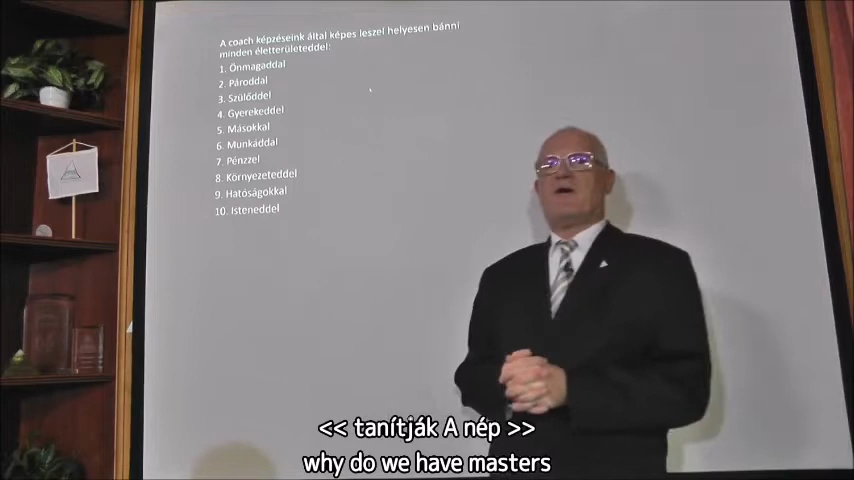 A coach képzéseink által képes leszel helyesen bánni
minden életterületeddel:
1. Önmagaddal
2. Pároddal
3. Szülőddel
4. Gyerekeddel
5. Másokkal
6. Munkáddal
7. Pénzzel
8. Környezeteddel
9. Hatóságokkal
10. Isteneddel
<< tanítják A nép >>
why do we have masters